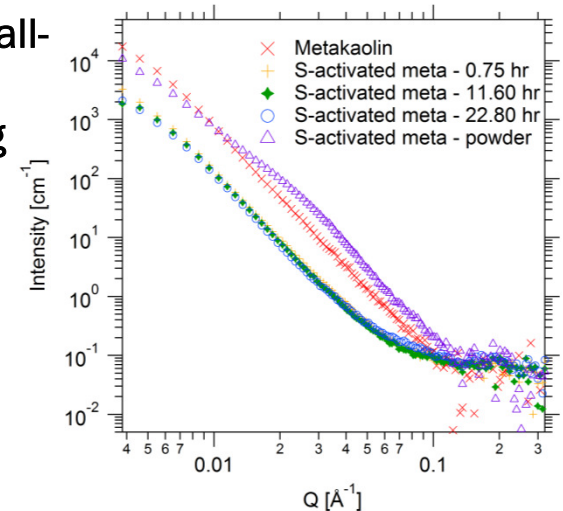 all-
g
Metakaolin
S-activated meta - 0.75 hr
S-activated meta - 11.60 hr
S-activated meta - 22.80 hr
S-activated meta - powder
Intensity [cm⁻¹]
10⁴
10³
10²
10¹
10⁰
10⁻¹
10⁻²
4 5 6 7 2 3 4 5 6 7 2 3
0.01 0.1
Q [Å⁻¹]